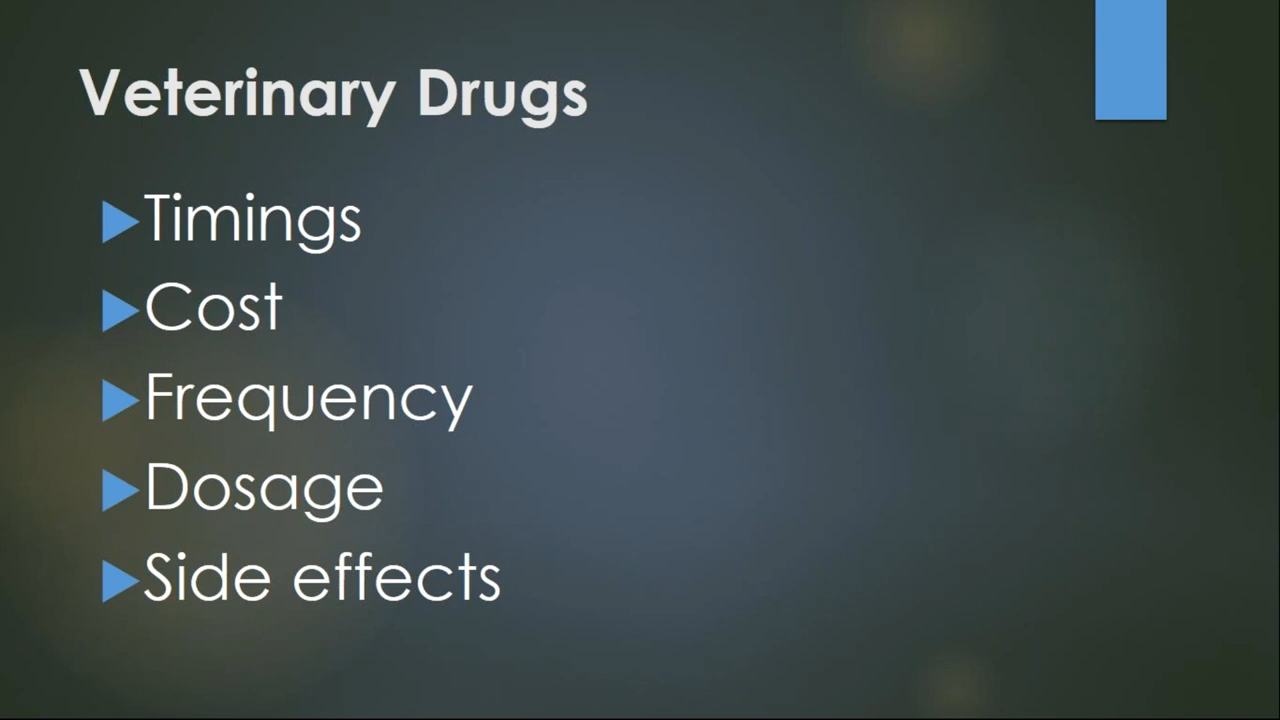 Veterinary Drugs
Timings
Cost
Frequency
Dosage
Side effects